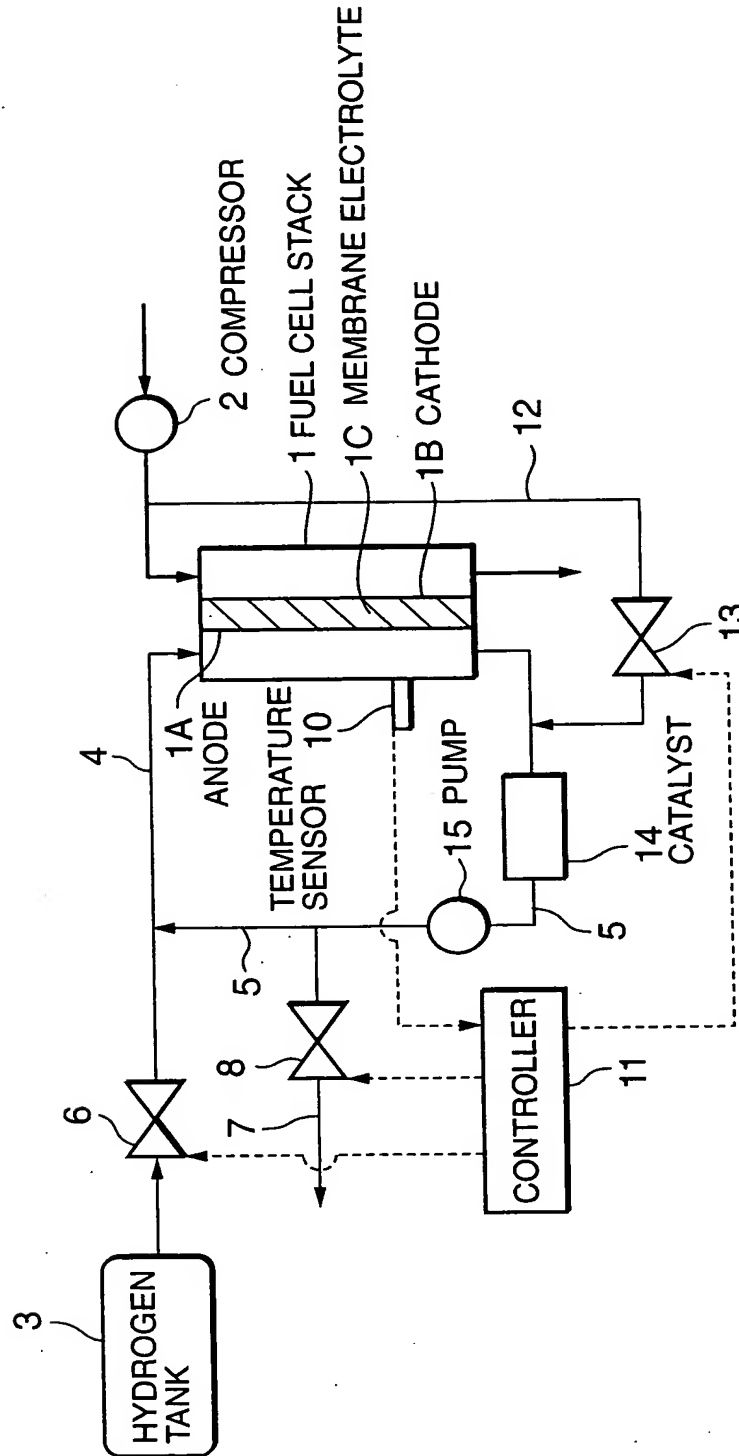 3
HYDROGEN
TANK
6
4
2 COMPRESSOR
1 FUEL CELL STACK
1C MEMBRANE ELECTROLYTE
1B CATHODE
12
1A
ANODE
TEMPERATURE
SENSOR
10
5
8
7
15 PUMP
14
CATALYST
5
13
CONTROLLER
11